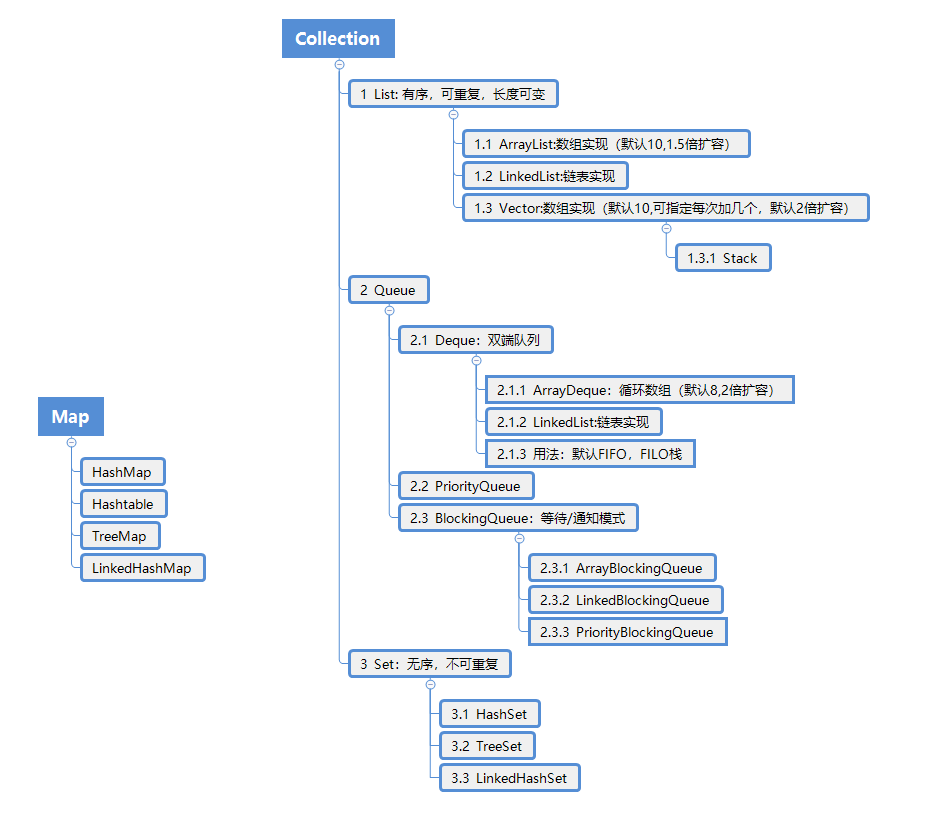 Collection
1 List: 有序，可重复，长度可变
1.1 ArrayList:数组实现（默认10,1.5倍扩容）
1.2 LinkedList:链表实现
1.3 Vector:数组实现（默认10,可指定每次加几个，默认2倍扩容）
1.3.1 Stack
2 Queue
2.1 Deque：双端队列
2.1.1 ArrayDeque：循环数组（默认8,2倍扩容）
2.1.2 LinkedList:链表实现
2.1.3 用法：默认FIFO，FILO栈
2.2 PriorityQueue
2.3 BlockingQueue：等待/通知模式
2.3.1 ArrayBlockingQueue
2.3.2 LinkedBlockingQueue
2.3.3 PriorityBlockingQueue
3 Set：无序，不可重复
3.1 HashSet
3.2 TreeSet
3.3 LinkedHashSet
Map
HashMap
Hashtable
TreeMap
LinkedHashMap